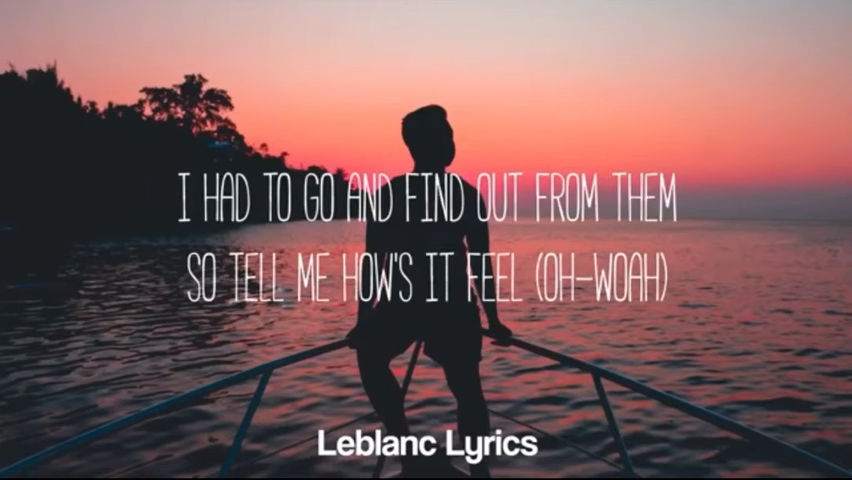 I HAD TO GO AND FIND OUT FROM THEM
SO TELL ME HOW'S IT FEEL (OH-WOAH)
Leblanc Lyrics